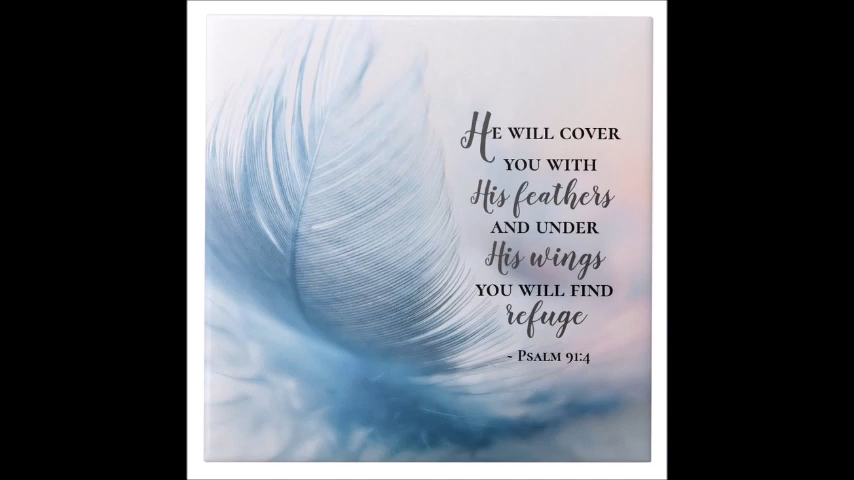 He will cover
you with
His feathers
and under
His wings
you will find
refuge
~ Psalm 91:4